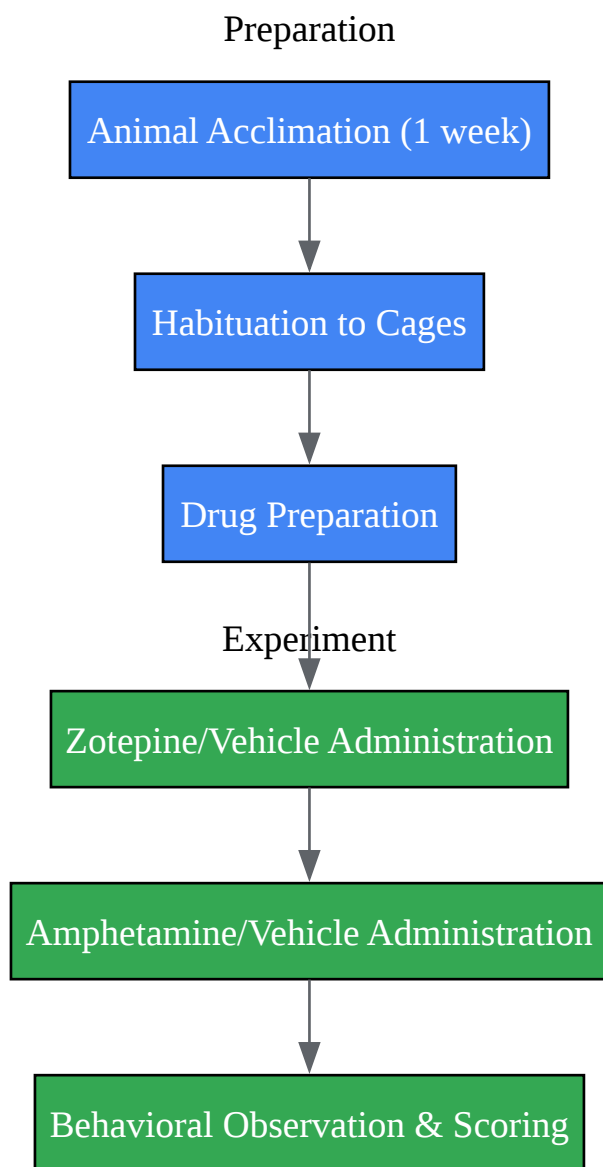 Preparation
Animal Acclimation (1 week)
Habituation to Cages
Drug Preparation
Experiment
Zotepine/Vehicle Administration
Amphetamine/Vehicle Administration
Behavioral Observation & Scoring